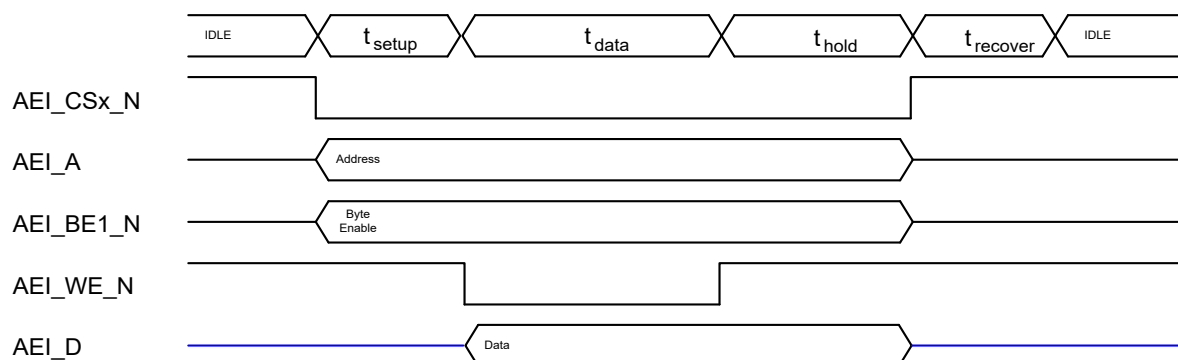 IDLE t setup t data t hold t recover IDLE
AEI_CSx_N
AEI_A Address
AEI_BE1_N Byte
Enable
AEI_WE_N
AEI_D Data